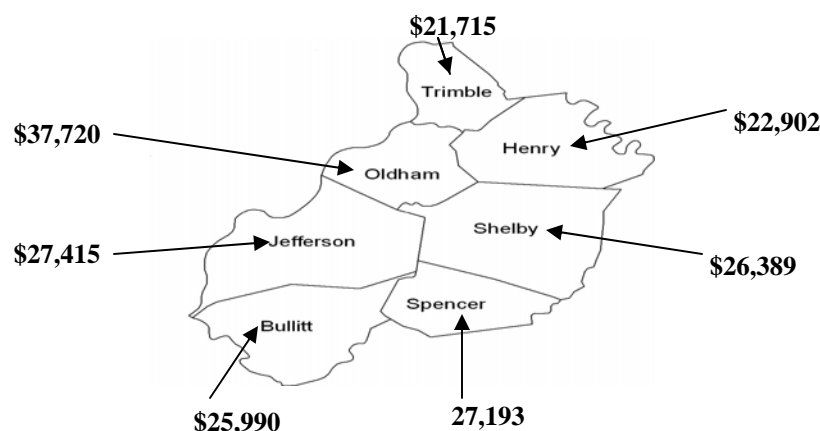 $21,715
Trimble
$22,902
$37,720
Henry
Oldham
Shelby
Jefferson
$27,415
$26,389
Spencer
Bullitt
$25,990
27,193